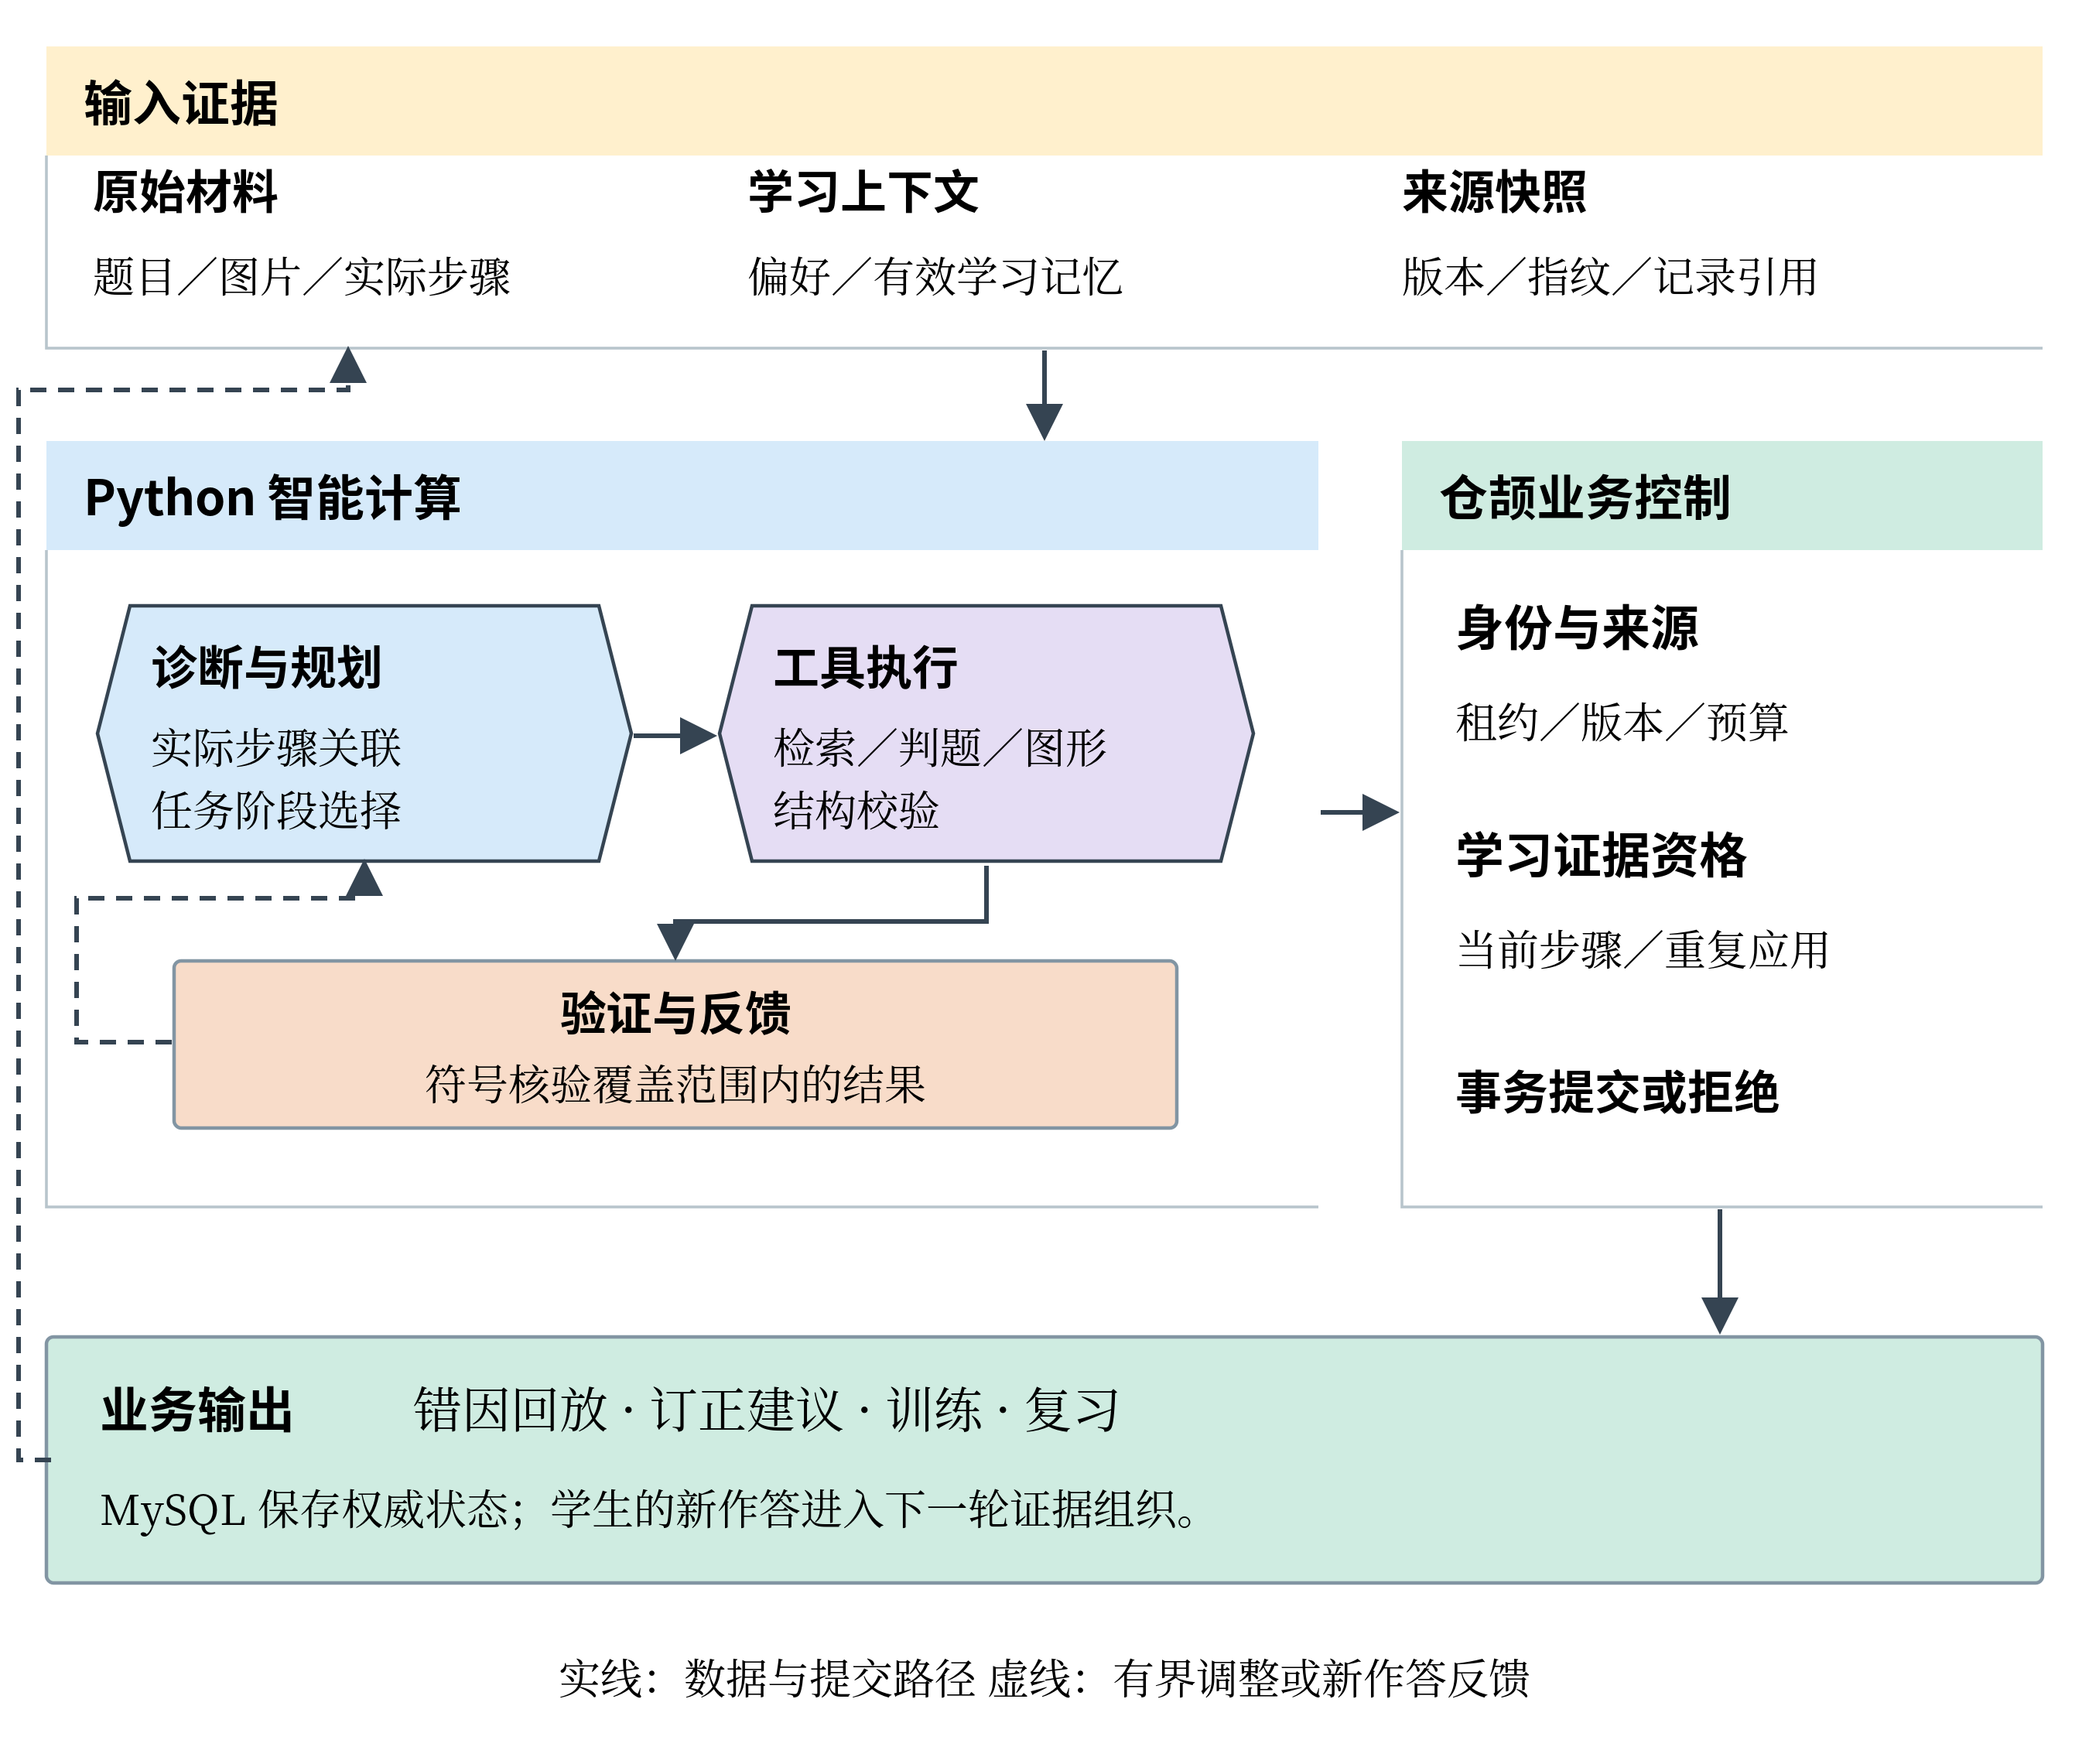 输入证据
原始材料
题目／图片／实际步骤
学习上下文
偏好／有效学习记忆
来源快照
版本／指纹／记录引用
Python 智能计算
诊断与规划
实际步骤关联
任务阶段选择
工具执行
检索／判题／图形
结构校验
验证与反馈
符号核验覆盖范围内的结果
仓颉业务控制
身份与来源
租约／版本／预算
学习证据资格
当前步骤／重复应用
事务提交或拒绝
业务输出 错因回放 · 订正建议 · 训练 · 复习
MySQL 保存权威状态；学生的新作答进入下一轮证据组织。
实线：数据与提交路径 虚线：有界调整或新作答反馈